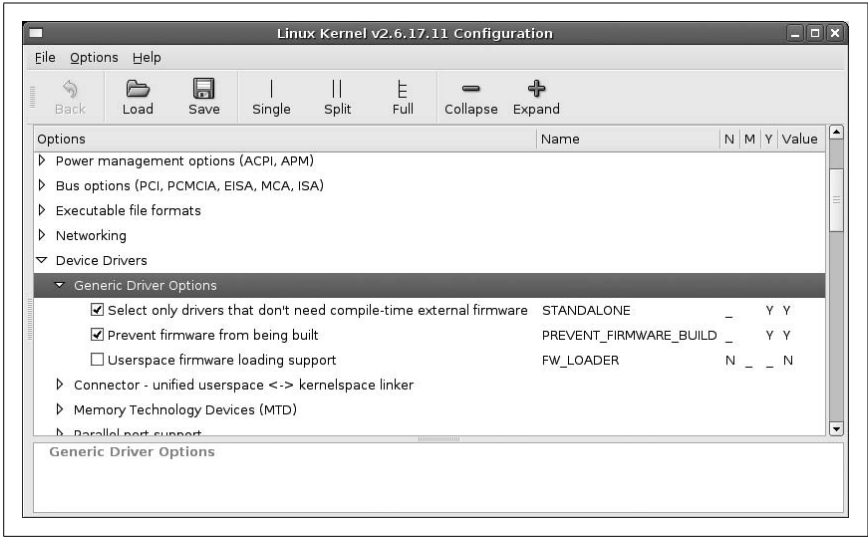 Linux Kernel v2.6.17.11 Configuration
File Options Help
Back Load Save Single Split Full Collapse Expand
Options Name N M Y Value
Power management options (ACPI, APM)
Bus options (PCI, PCMCIA, EISA, MCA, ISA)
Executable file formats
Networking
Device Drivers
Generic Driver Options
Select only drivers that don't need compile-time external firmware STANDALONE _ Y Y
Prevent firmware from being built PREVENT_FIRMWARE_BUILD _ Y Y
Userspace firmware loading support FW_LOADER N _ _ N
Connector - unified userspace <-> kernelspace linker
Memory Technology Devices (MTD)
Parallel port support
Generic Driver Options